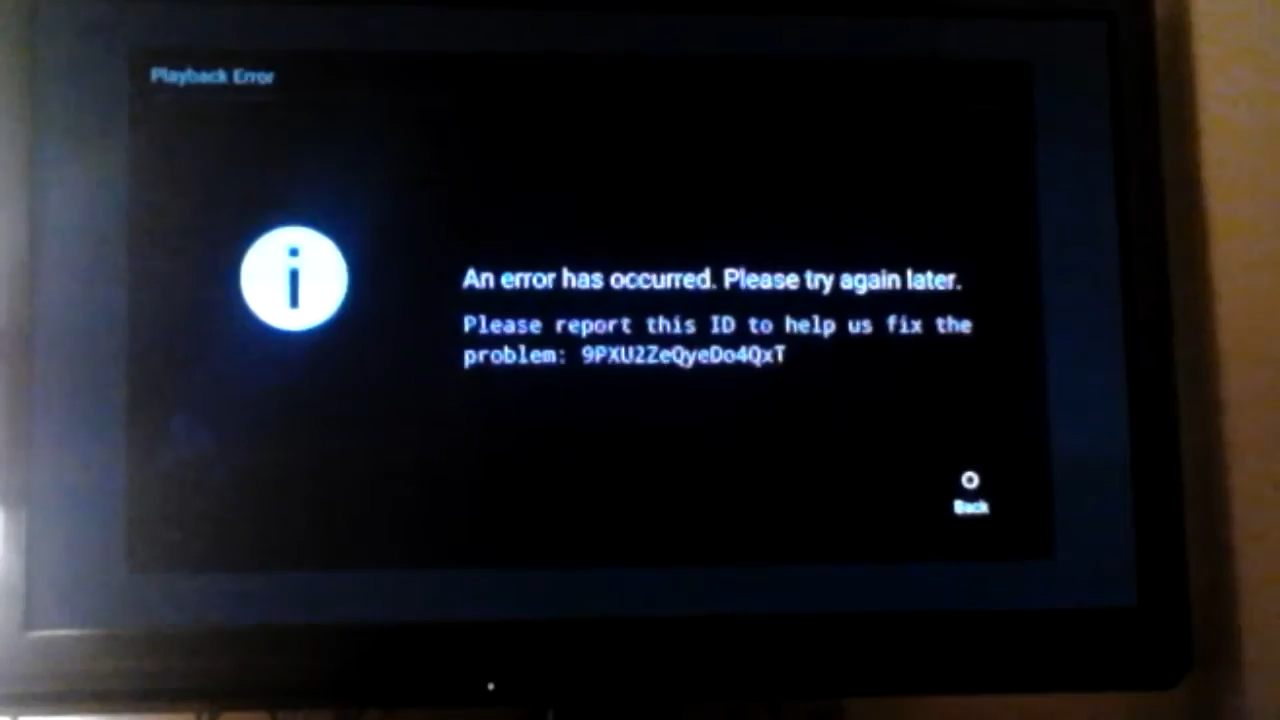 Playback Error
An error has occurred. Please try again later.
Please report this ID to help us fix the
problem: 9PXU2ZeQyeDo4QxT
Back